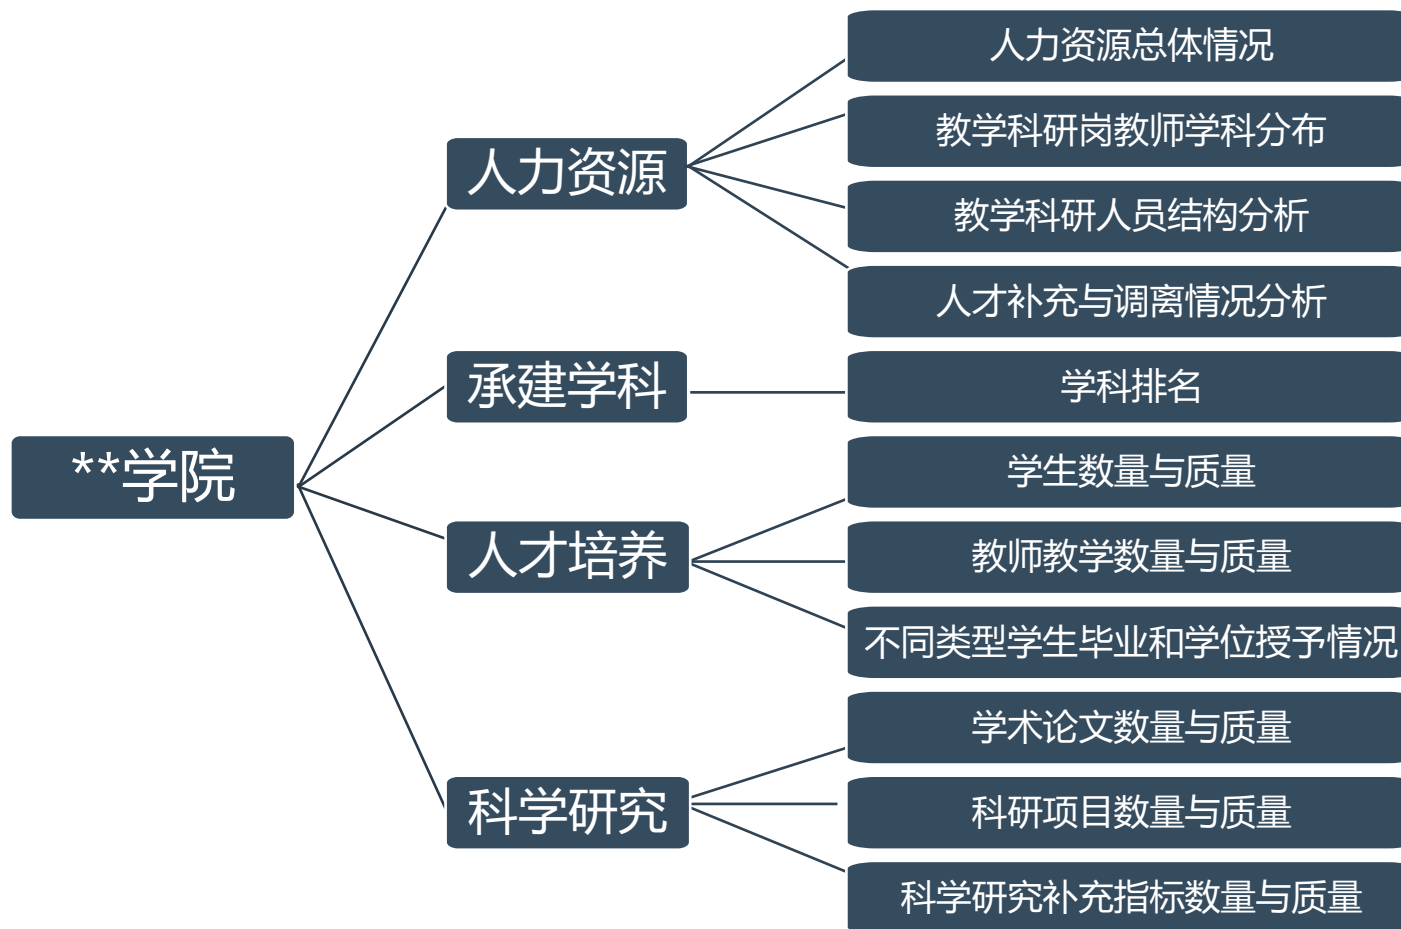 **学院
人力资源
人力资源总体情况
教学科研岗教师学科分布
教学科研人员结构分析
人才补充与调离情况分析
承建学科
学科排名
人才培养
学生数量与质量
教师教学数量与质量
不同类型学生毕业和学位授予情况
科学研究
学术论文数量与质量
科研项目数量与质量
科学研究补充指标数量与质量